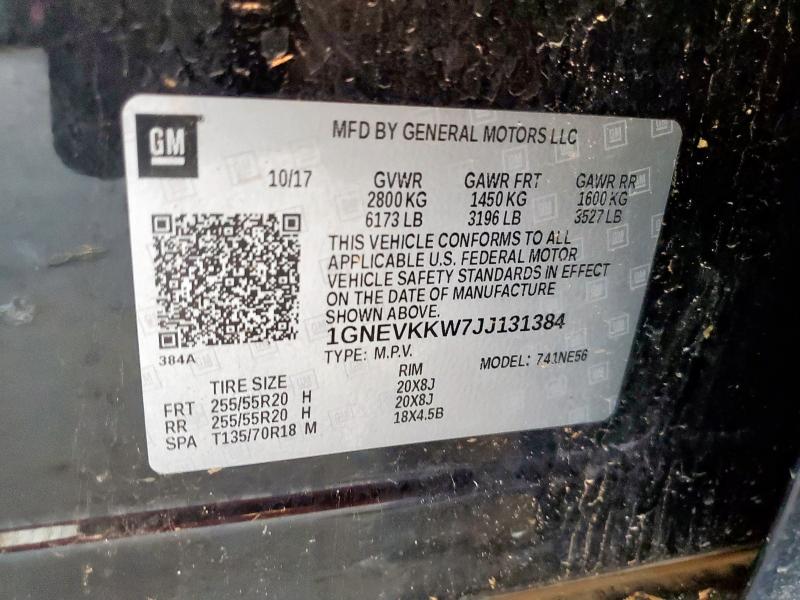 GM
MFD BY GENERAL MOTORS LLC
10/17 GVWR GAWR FRT GAWR RR
2800 KG 1450 KG 1600 KG
6173 LB 3196 LB 3527 LB
THIS VEHICLE CONFORMS TO ALL
APPLICABLE U.S. FEDERAL MOTOR
VEHICLE SAFETY STANDARDS IN EFFECT
ON THE DATE OF MANUFACTURE
SHOWN ABOVE.
1GNEVKKW7JJ131384
384A
TYPE: M.P.V. MODEL: 741NE56
TIRE SIZE RIM
FRT 255/55R20 H 20X8J
RR 255/55R20 H 20X8J
SPA T135/70R18 M 18X4.5B